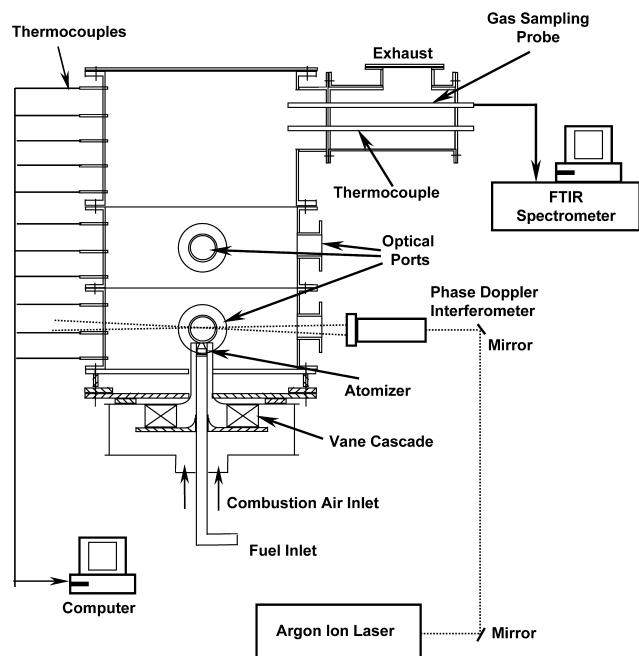 Gas Sampling
Probe
Thermocouples
Exhaust
Thermocouple
FTIR
Spectrometer
Optical
Ports
Phase Doppler
Interferometer
Mirror
Atomizer
Vane Cascade
Combustion Air Inlet
Fuel Inlet
Computer
Argon Ion Laser
Mirror